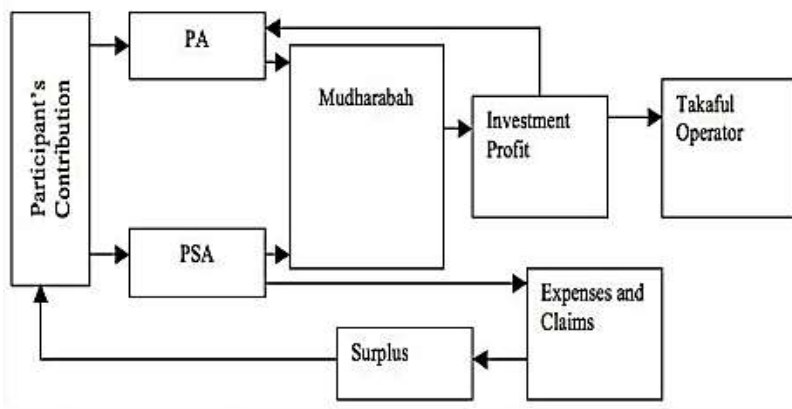 Participant's
Contribution
PA
Mudharabah
Investment
Profit
Takaful
Operator
PSA
Expenses and
Claims
Surplus